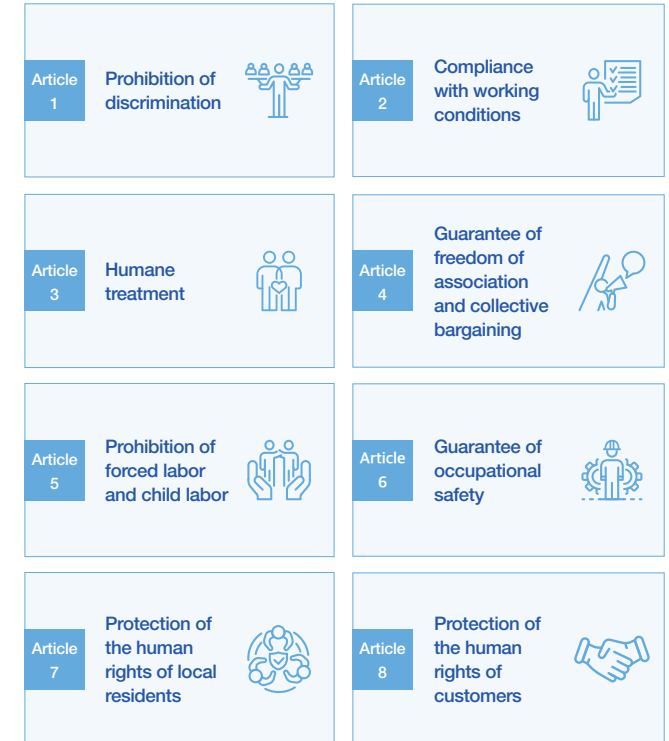 Article
1
Prohibition of
discrimination
Article
2
Compliance
with working
conditions
Article
3
Humane
treatment
Article
4
Guarantee of
freedom of
association
and collective
bargaining
Article
5
Prohibition of
forced labor
and child labor
Article
6
Guarantee of
occupational
safety
Article
7
Protection of
the human
rights of local
residents
Article
8
Protection of
the human
rights of
customers